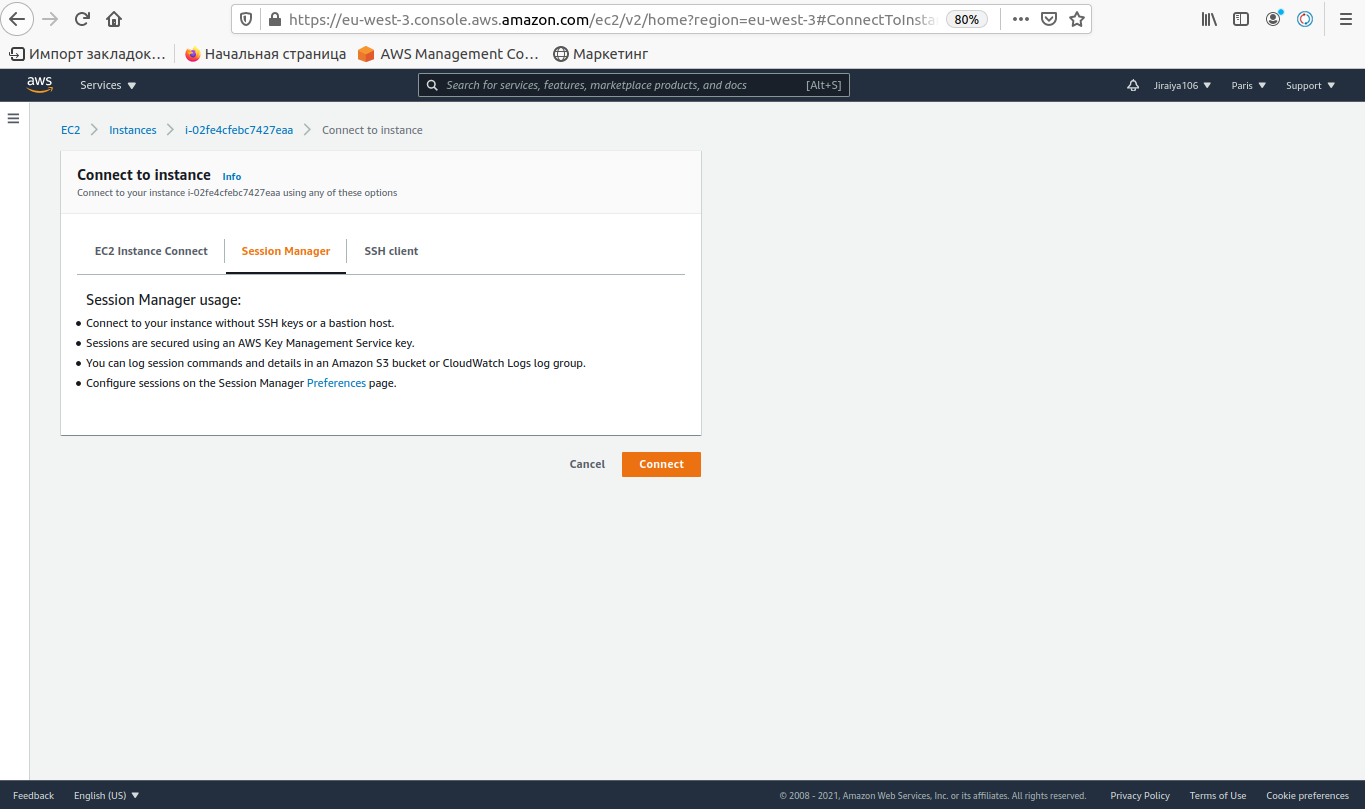 https://eu-west-3.console.aws.amazon.com/ec2/v2/home?region=eu-west-3#ConnectToInsta
80%
Импорт закладок…
Начальная страница
AWS Management Co…
Маркетинг
aws
Services
Search for services, features, marketplace products, and docs
[Alt+S]
Jiraiya106
Paris
Support
EC2 > Instances > i-02fe4cfebc7427eaa > Connect to instance
Connect to instance Info
Connect to your instance i-02fe4cfebc7427eaa using any of these options
EC2 Instance Connect
Session Manager
SSH client
Session Manager usage:
• Connect to your instance without SSH keys or a bastion host.
• Sessions are secured using an AWS Key Management Service key.
• You can log session commands and details in an Amazon S3 bucket or CloudWatch Logs log group.
• Configure sessions on the Session Manager Preferences page.
Cancel
Connect
Feedback
English (US)
© 2008 - 2021, Amazon Web Services, Inc. or its affiliates. All rights reserved.
Privacy Policy
Terms of Use
Cookie preferences